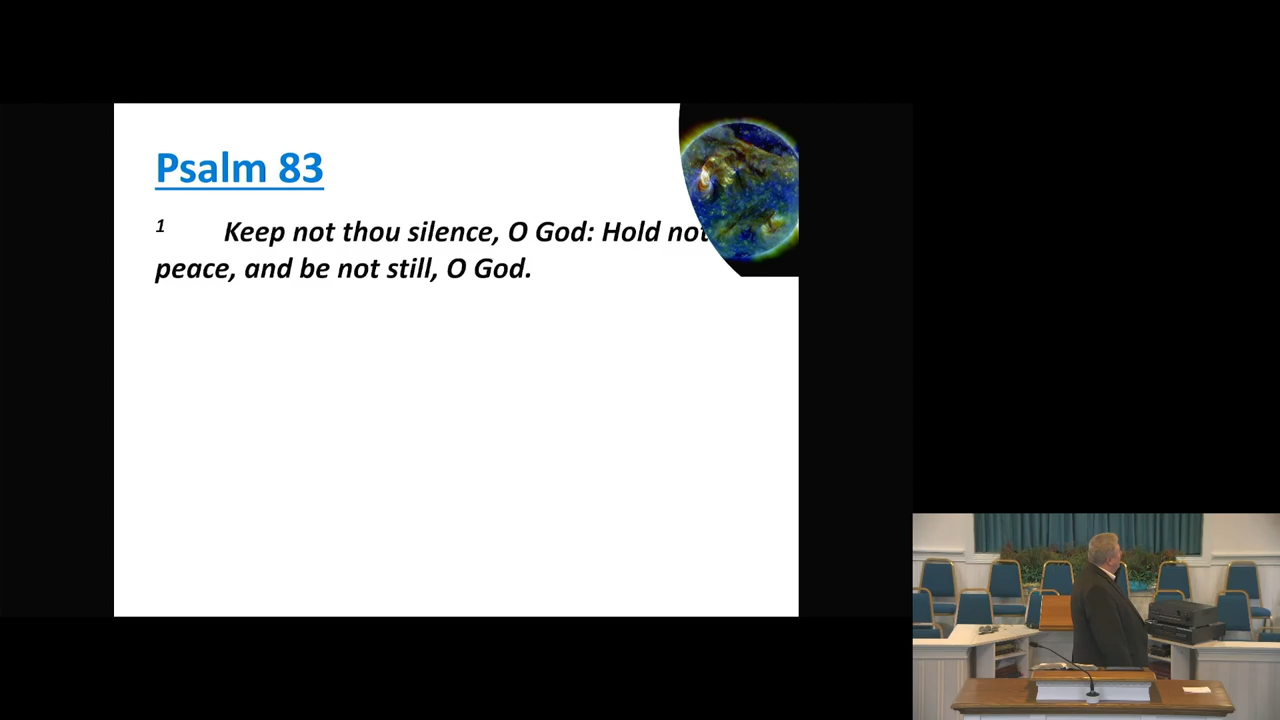 Psalm 83
1 Keep not thou silence, O God: Hold not
peace, and be not still, O God.